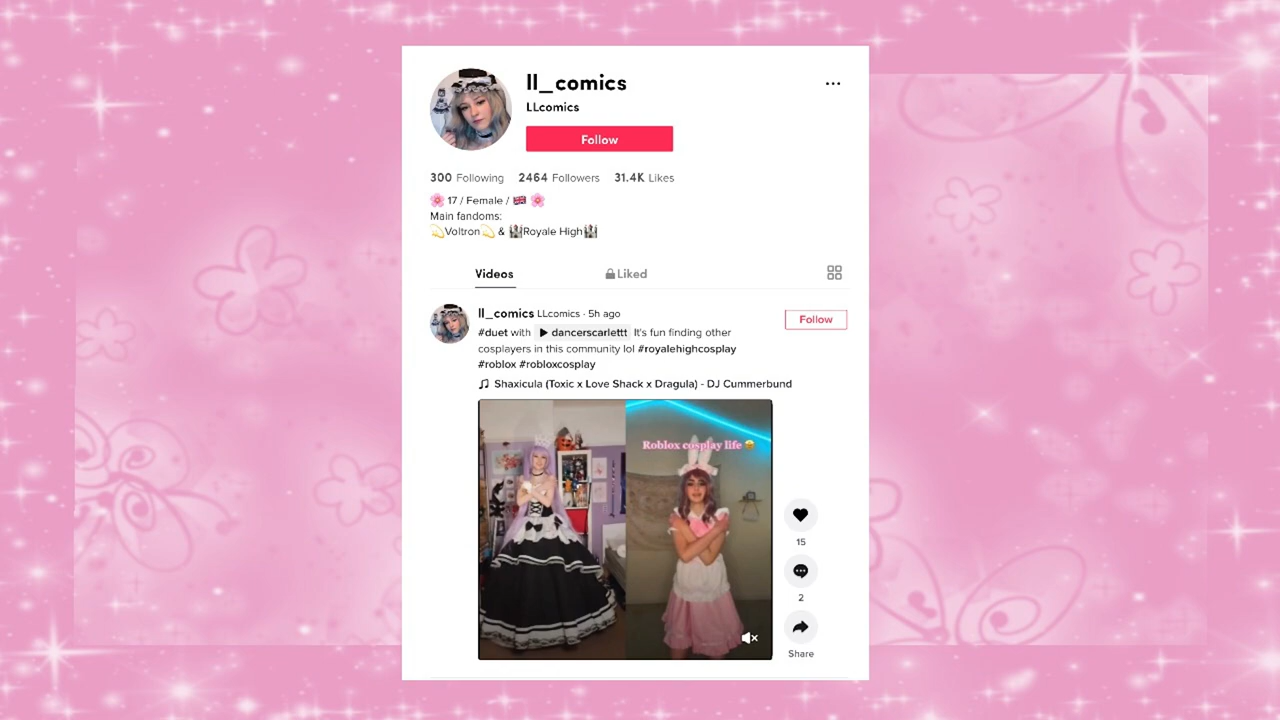 ll_comics
LLcomics
Follow
300 Following 2464 Followers 31.4K Likes
🌸 17 / Female / 🇬🇧 🌸
Main fandoms:
💫Voltron💫 & 🏰Royale High🏰
Videos
Liked
ll_comics LLcomics · 5h ago
Follow
#duet with ▶ dancerscarlettt It's fun finding other
cosplayers in this community lol #royalehighcosplay
#roblox #robloxcosplay
♫ Shaxicula (Toxic x Love Shack x Dragula) - DJ Cummerbund
Roblox cosplay life 🤩
15
2
Share